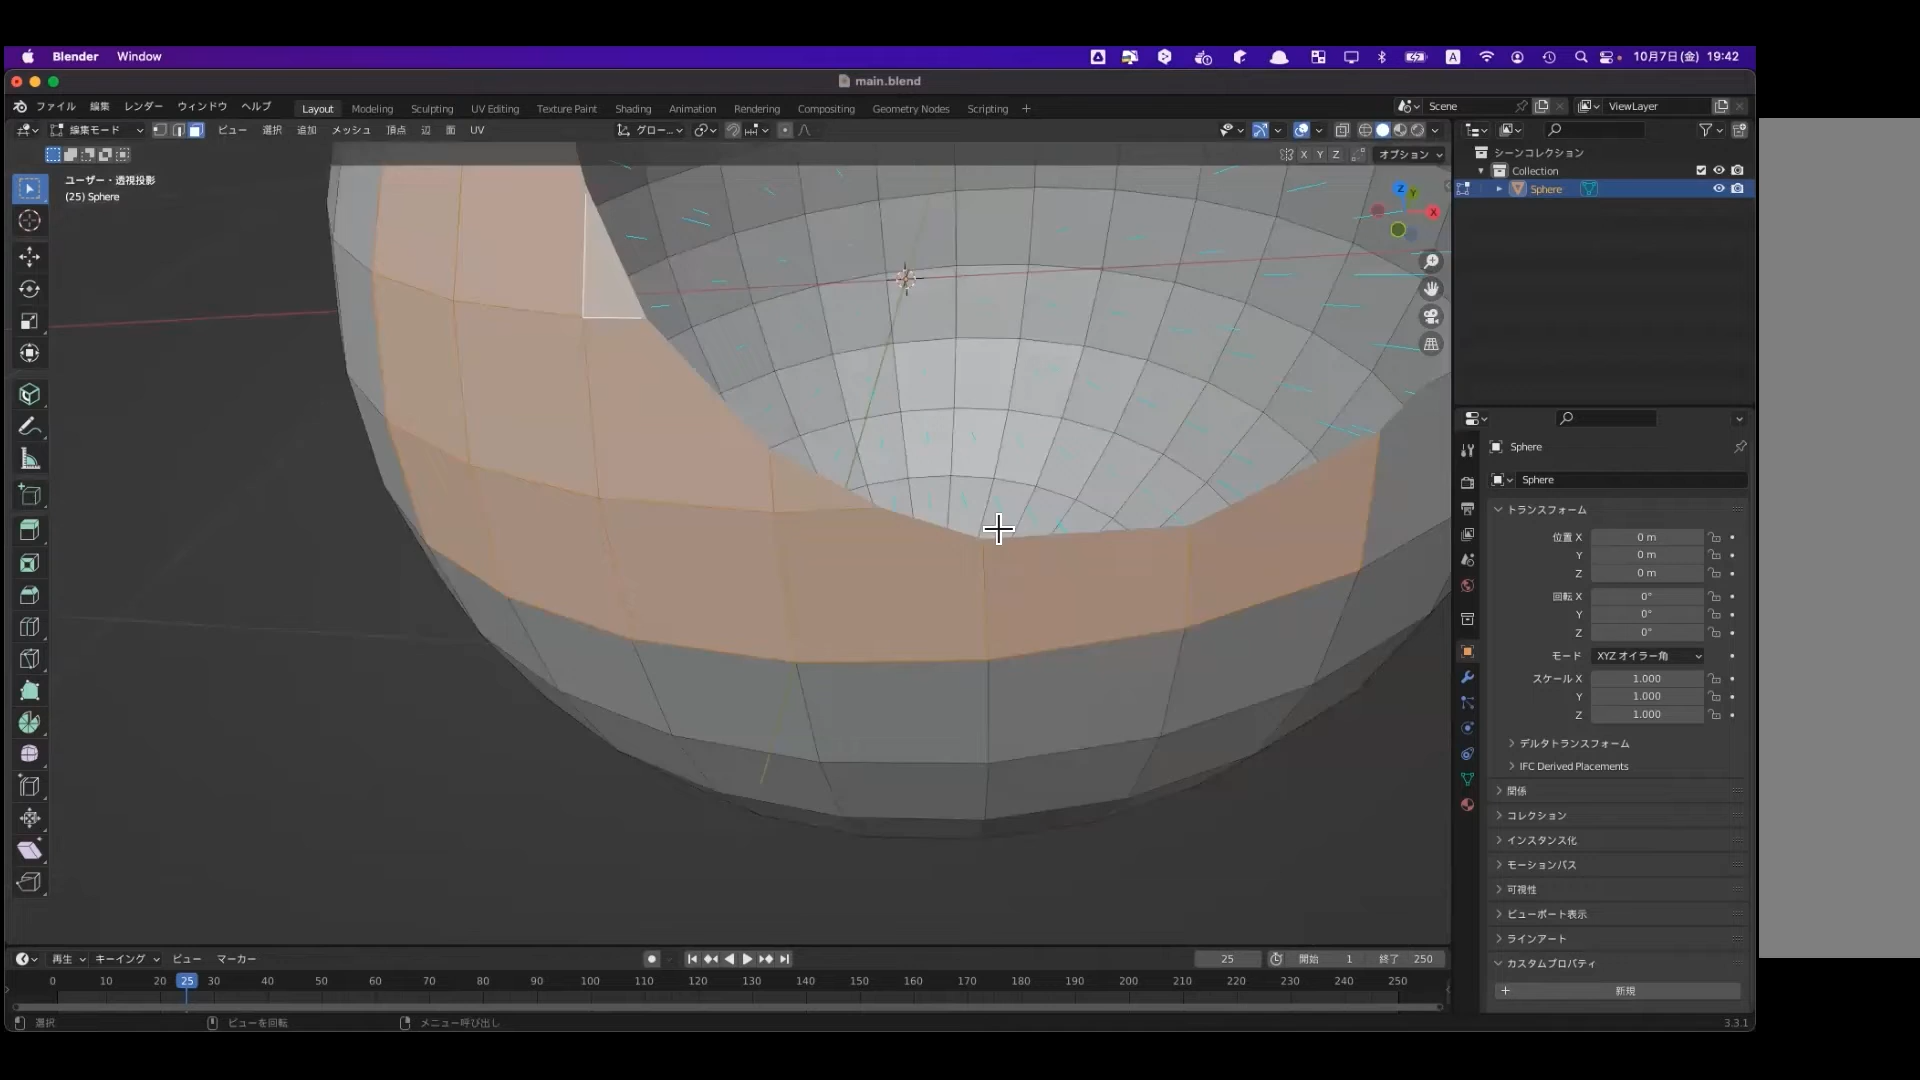 Blender Window 10月7日(金) 19:42
main.blend
ファイル 編集 レンダー ウィンドウ ヘルプ Layout Modeling Sculpting UV Editing Texture Paint Shading Animation Rendering Compositing Geometry Nodes Scripting + Scene ViewLayer
編集モード ビュー 選択 追加 メッシュ 頂点 辺 面 UV グロー...
X Y Z オプション
ユーザー・透視投影
(25) Sphere
Z Y X
シーンコレクション
Collection
Sphere
Sphere
Sphere
トランスフォーム
位置 X 0 m
Y 0 m
Z 0 m
回転 X 0°
Y 0°
Z 0°
モード XYZ オイラー角
スケール X 1.000
Y 1.000
Z 1.000
デルタトランスフォーム
IFC Derived Placements
関係
コレクション
インスタンス化
モーションパス
可視性
ビューポート表示
ラインアート
カスタムプロパティ
+ 新規
再生 キーイング ビュー マーカー 25 開始 1 終了 250
0 10 20 25 30 40 50 60 70 80 90 100 110 120 130 140 150 160 170 180 190 200 210 220 230 240 250
選択 ビューを回転 メニュー呼び出し 3.3.1